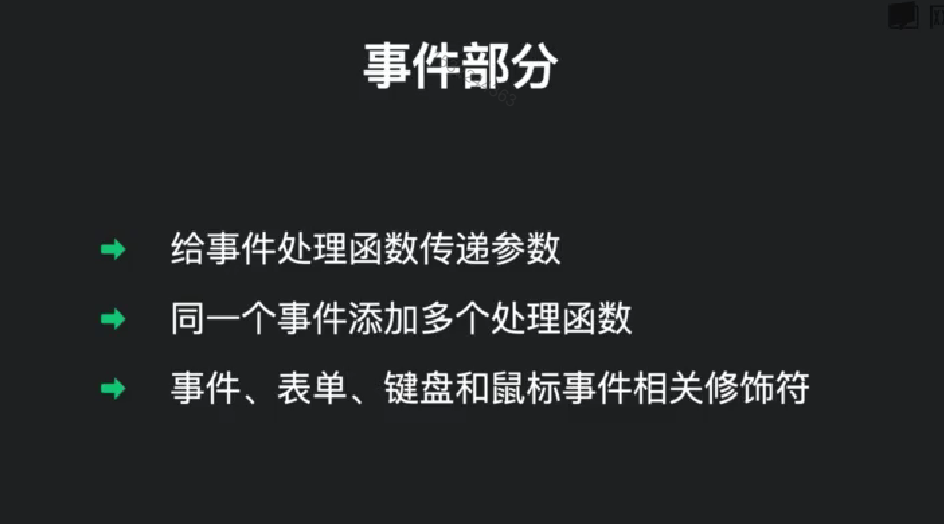 事件部分
给事件处理函数传递参数
同一个事件添加多个处理函数
事件、表单、键盘和鼠标事件相关修饰符